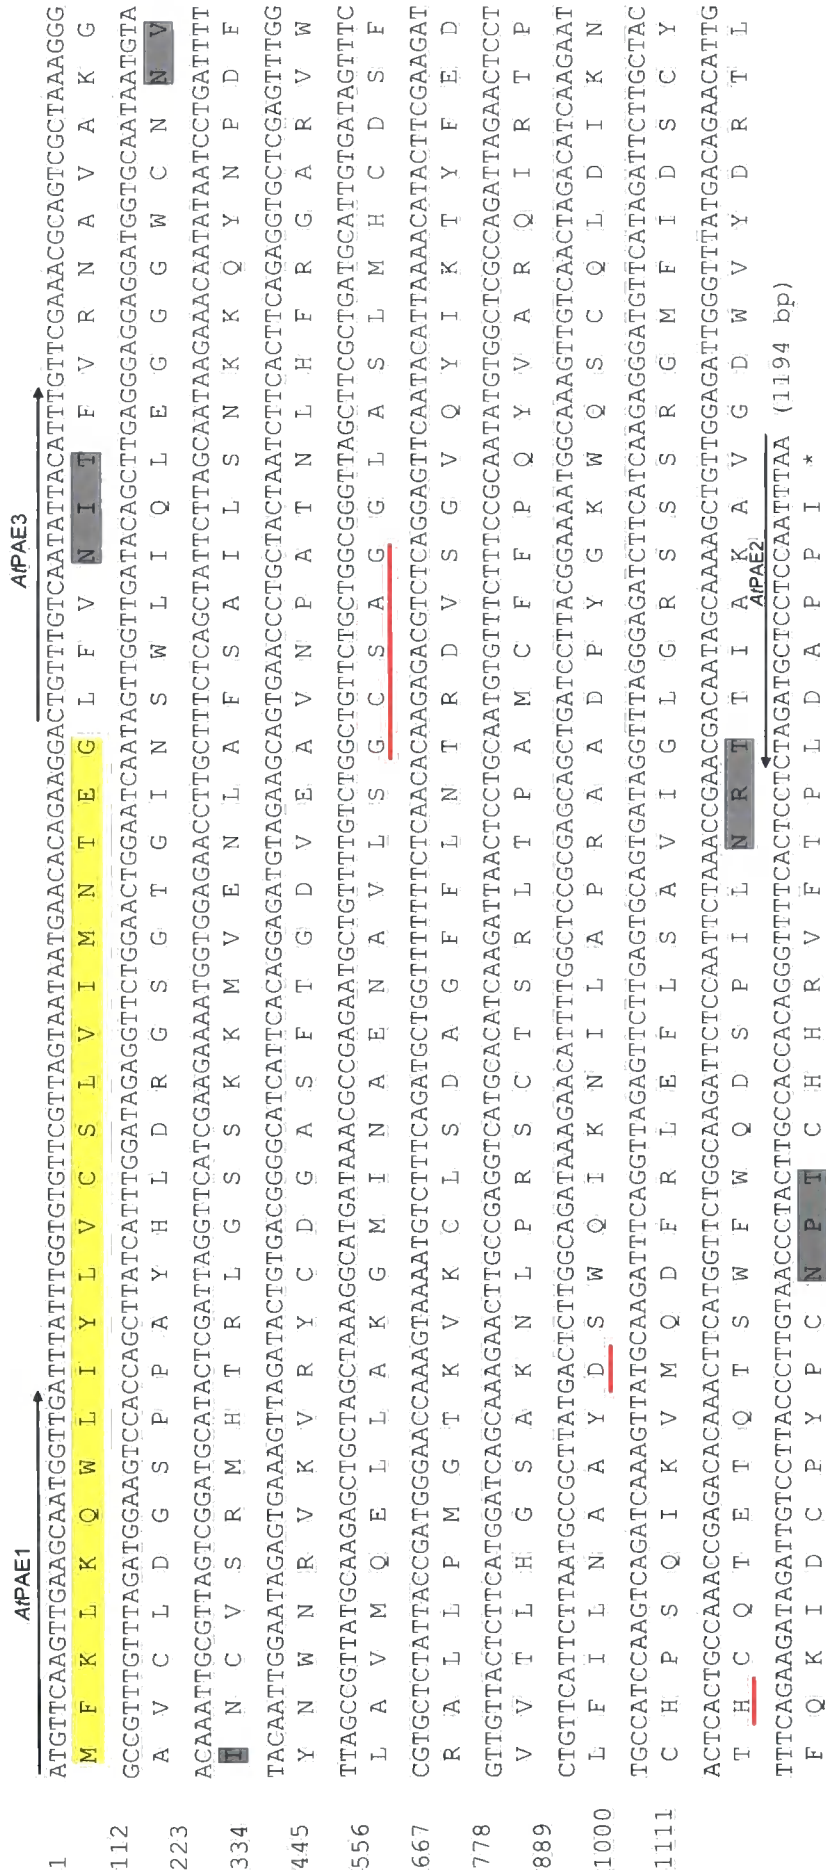 AtPAE1 AtPAE3
1 ATGTTCAAGTTGAAGCAATGGTTGATTTATTTGGTGTGTTCGTTAGTAATAATGAACACAGAAGGACTGTTTGTCAATATTACATTTGTTCGAAACGCAGTCGCTAAAGGG
M F K L K Q W L I Y L V C S L V I M N T E G L F V N I T F V R N A V A K G
112 GCCGTTTGTTTAGATGGAAGTCCACCAGCTTATCATTTGGATAGAGGTTCTGGAACTGGAATCAATAGTTGGTTGATACAGCTTGAGGGAGGAGGATGGTGCAATAATGTA
A V C L D G S P P A Y H L D R G S G T G I N S W L I Q L E G G G W C N N V
223 ACAAATTGCGTTAGTCGGATGCATACTCGATTAGGTTCATCGAAGAAAATGGTGGAGAACCTTGCTTTCTCAGCTATTCTTAGCAATAAGAAACAATATAATCCTGATTTT
T N C V S R M H T R L G S S K K M V E N L A F S A I L S N K K Q Y N P D F
334 TACAATTGGAATAGAGTGAAAGTTAGATACTGTGACGGGGCATCATTCACAGGAGATGTAGAAGCAGTGAACCCTGCTACTAATCTTCACTTCAGAGGTGCTCGAGTTTGG
Y N W N R V K V R Y C D G A S F T G D V E A V N P A T N L H F R G A R V W
445 TTAGCCGTTATGCAAGAGCTGCTAGCTAAAGGCATGATAAACGCCGAGAATGCTGTTTTGTCTGGCTGTTCTGCTGGCGGGTTAGCTTCGCTGATGCATTGTGATAGTTTC
L A V M Q E L L A K G M I N A E N A V L S G C S A G G L A S L M H C D S F
556 CGTGCTCTATTACCGATGGGAACCAAAGTAAAATGTCTTTCAGATGCTGGTTTTTTTCTCAACACAAGAGACGTCTCAGGAGTTCAATACATTAAAACATACTTCGAAGAT
R A L L P M G T K V K C L S D A G F F L N T R D V S G V Q Y I K T Y F E D
667 GTTGTTACTCTTCATGGATCAGCAAAGAACTTGCCGAGGTCATGCACATCAAGATTAACTCCTGCAATGTGTTTCTTTCCGCAATATGTGGCTCGCCAGATTAGAACTCCT
V V T L H G S A K N L P R S C T S R L T P A M C F F P Q Y V A R Q I R T P
778 CTGTTCATTCTTAATGCCGCTTATGACTCTTGGCAGATAAAGAACATTTTGGCTCCGCGAGCAGCTGATCCTTACGGAAAATGGCAAAGTTGTCAACTAGACATCAAGAAT
L F I L N A A Y D S W Q I K N I L A P R A A D P Y G K W Q S C Q L D I K N
889 TGCCATCCAAGTCAGATCAAAGTTATGCAAGATTTCAGGTTAGAGTTCTTGAGTGCAGTGATAGGTTTAGGGAGATCTTCATCAAGAGGGATGTTCATAGATTCTTGCTAC
C H P S Q I K V M Q D F R L E F L S A V I G L G R S S S R G M F I D S C Y
1000 ACTCACTGCCAAACCGAGACACAAACTTCATGGTTCTGGCAAGATTCTCCAATTCTAAACCGAACGACAATAGCAAAAGCTGTTGGAGATTGGGTTTATGACAGAACATTG
T H C Q T E T Q T S W F W Q D S P I L N R T T I A K A V G D W V Y D R T L
AtPAE2
1111 TTTCAGAAGATAGATTGTCCTTACCCTTGTAACCCTACTTGCCACCACAGGGTTTTCACTCCTCTAGATGCTCCTCCAATTTAA (1194 bp)
F Q K I D C P Y P C N P T C H H R V F T P L D A P P I *